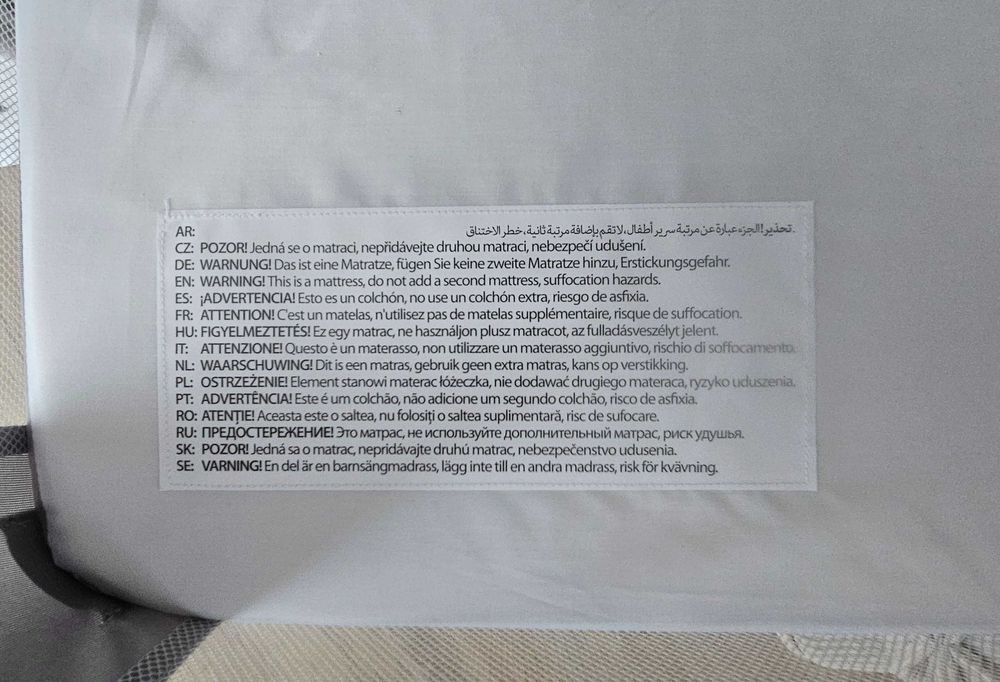 AR: تحذير! الجزء عبارة عن مرتبة سرير أطفال، لا تقم بإضافة مرتبة ثانية، خطر الاختناق.
CZ: POZOR! Jedná se o matraci, nepřidávejte druhou matraci, nebezpečí udušení.
DE: WARNUNG! Das ist eine Matratze, fügen Sie keine zweite Matratze hinzu, Erstickungsgefahr.
EN: WARNING! This is a mattress, do not add a second mattress, suffocation hazards.
ES: ¡ADVERTENCIA! Esto es un colchón, no use un colchón extra, riesgo de asfixia.
FR: ATTENTION! C'est un matelas, n'utilisez pas de matelas supplémentaire, risque de suffocation.
HU: FIGYELMEZTETÉS! Ez egy matrac, ne használjon plusz matracot, az fulladásveszélyt jelent.
IT: ATTENZIONE! Questo è un materasso, non utilizzare un materasso aggiuntivo, rischio di soffocamento.
NL: WAARSCHUWING! Dit is een matras, gebruik geen extra matras, kans op verstikking.
PL: OSTRZEŻENIE! Element stanowi materac łóżeczka, nie dodawać drugiego materaca, ryzyko uduszenia.
PT: ADVERTÊNCIA! Este é um colchão, não adicione um segundo colchão, risco de asfixia.
RO: ATENȚIE! Aceasta este o saltea, nu folosiți o saltea suplimentară, risc de sufocare.
RU: ПРЕДОСТЕРЕЖЕНИЕ! Это матрас, не используйте дополнительный матрас, риск удушья.
SK: POZOR! Jedná sa o matrac, nepridávajte druhú matrac, nebezpečenstvo udusenia.
SE: VARNING! En del är en barnsängmadrass, lägg inte till en andra madrass, risk för kvävning.